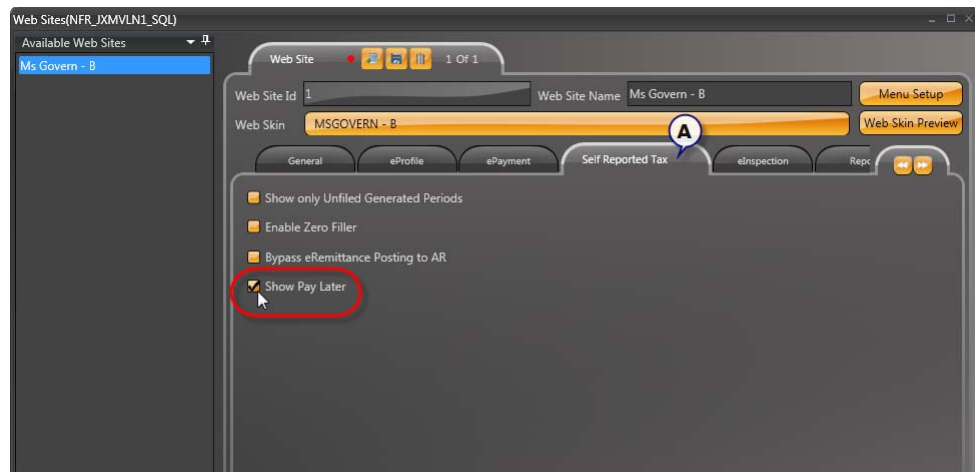 Web Sites(NFR_JXMVLN1_SQL)
Available Web Sites
Ms Govern - B
Web Site 1 Of 1
Web Site Id 1 Web Site Name Ms Govern - B Menu Setup
Web Skin MSGOVERN - B Web Skin Preview
A
General eProfile ePayment Self Reported Tax eInspection Repo
Show only Unfiled Generated Periods
Enable Zero Filler
Bypass eRemittance Posting to AR
Show Pay Later